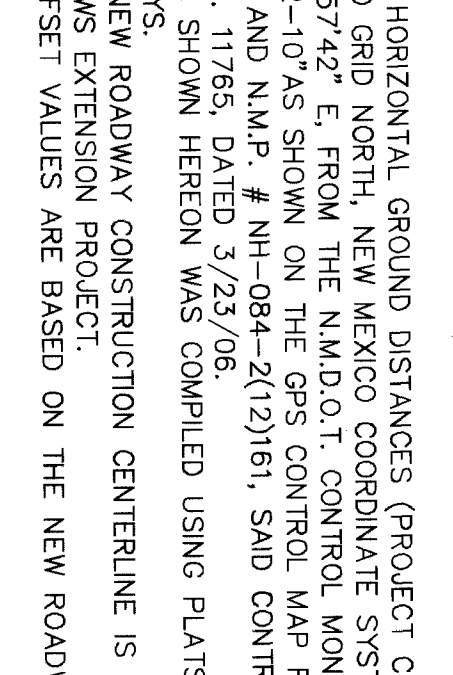 HORIZONTAL GROUND DISTANCES (PROJECT C
GRID NORTH, NEW MEXICO COORDINATE SYST
57'42" E, FROM THE N.M.D.O.T. CONTROL MON
2-10" AS SHOWN ON THE GPS CONTROL MAP F
AND N.M.P. # NH-084-2(12)161, SAID CONTR
. 11765, DATED 3/23/06.
SHOWN HEREON WAS COMPILED USING PLATS
YS.
NEW ROADWAY CONSTRUCTION CENTERLINE IS
WS EXTENSION PROJECT.
FSET VALUES ARE BASED ON THE NEW ROADW